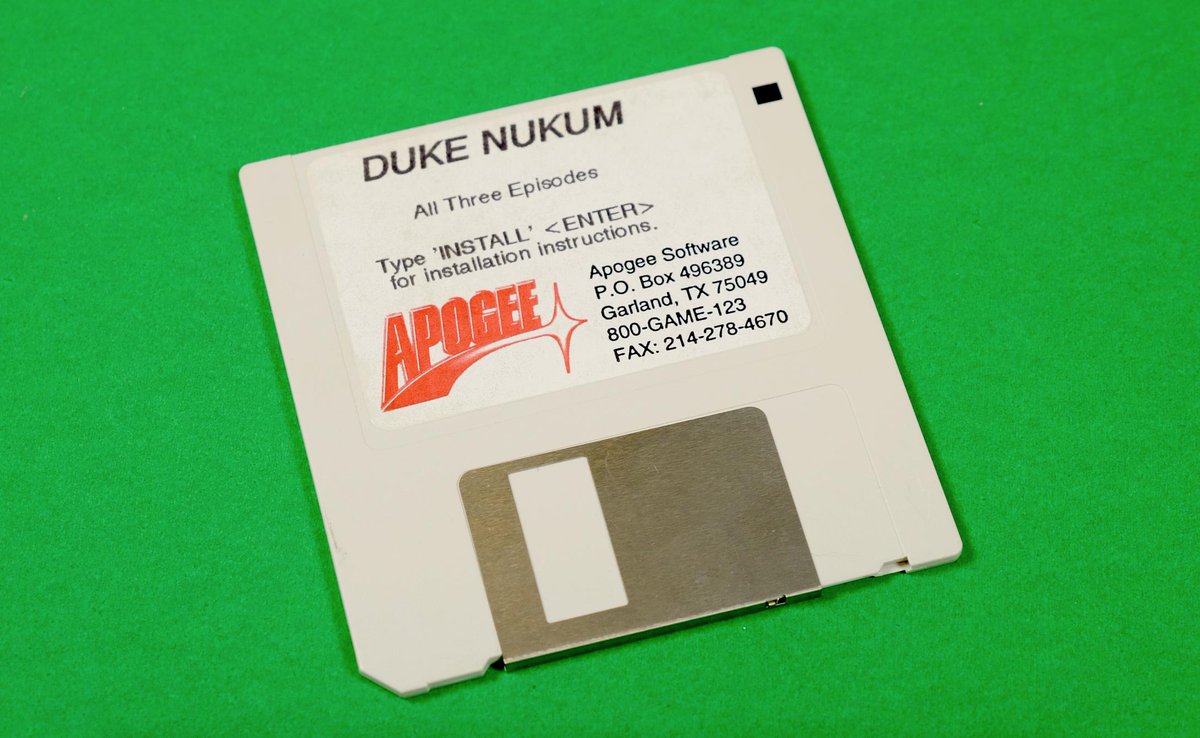 DUKE NUKUM
All Three Episodes
Type 'INSTALL' <ENTER>
for installation instructions.
APOGEE
Apogee Software
P.O. Box 496389
Garland, TX 75049
800-GAME-123
FAX: 214-278-4670